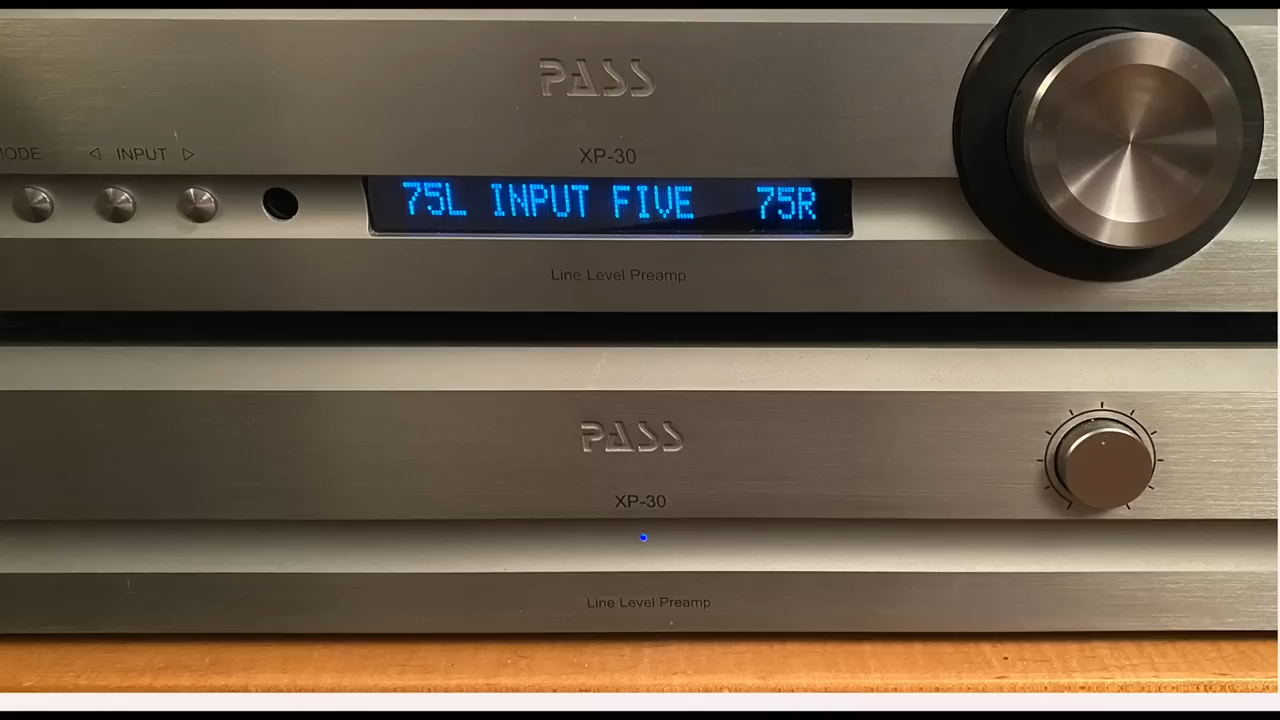 PASS
XP-30
MODE ◁ INPUT ▷
75L INPUT FIVE 75R
Line Level Preamp
PASS
XP-30
Line Level Preamp